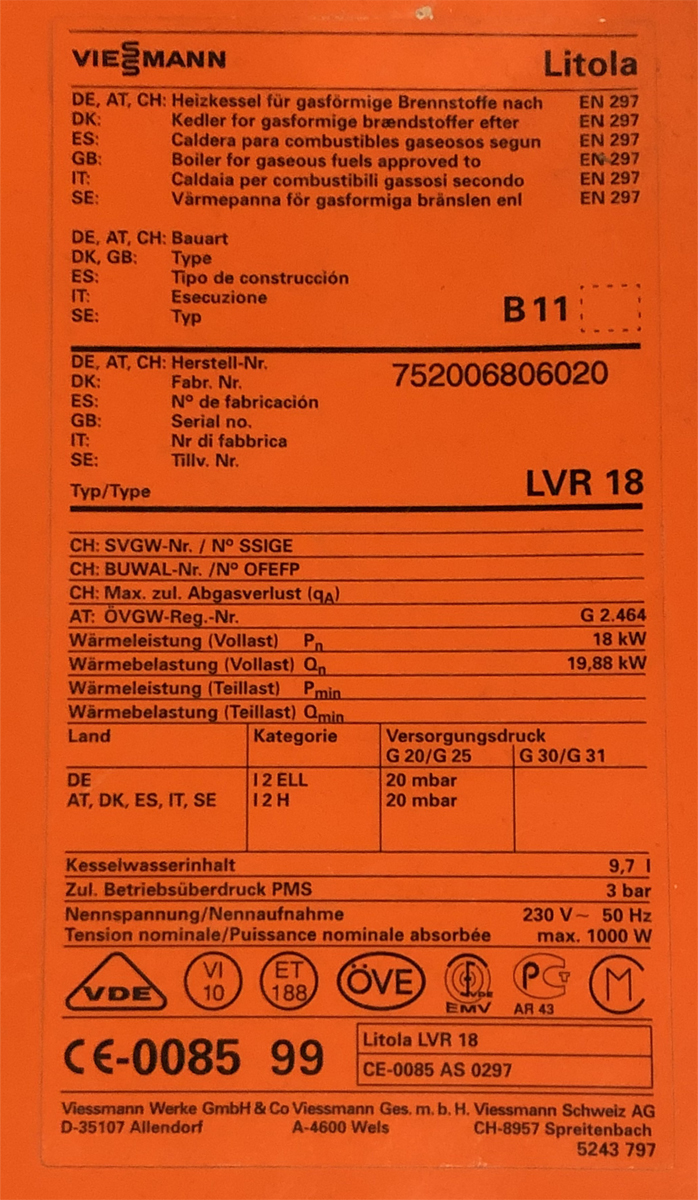 VIESSMANN Litola
DE, AT, CH: Heizkessel für gasförmige Brennstoffe nach EN 297
DK: Kedler for gasformige brændstoffer efter EN 297
ES: Caldera para combustibles gaseosos segun EN 297
GB: Boiler for gaseous fuels approved to EN 297
IT: Caldaia per combustibili gassosi secondo EN 297
SE: Värmepanna för gasformiga bränslen enl EN 297
DE, AT, CH: Bauart
DK, GB: Type
ES: Tipo de construcción
IT: Esecuzione
SE: Typ
B 11
DE, AT, CH: Herstell-Nr.
DK: Fabr. Nr.
752006806020
ES: Nº de fabricación
GB: Serial no.
IT: Nr di fabbrica
SE: Tillv. Nr.
Typ/Type LVR 18
CH: SVGW-Nr. / Nº SSIGE
CH: BUWAL-Nr. /Nº OFEFP
CH: Max. zul. Abgasverlust (qA)
AT: ÖVGW-Reg.-Nr. G 2.464
Wärmeleistung (Vollast) Pn 18 kW
Wärmebelastung (Vollast) Qn 19,88 kW
Wärmeleistung (Teillast) Pmin
Wärmebelastung (Teillast) Qmin
Land Kategorie Versorgungsdruck
G 20/G 25 G 30/G 31
DE I 2 ELL 20 mbar
AT, DK, ES, IT, SE I 2 H 20 mbar
Kesselwasserinhalt 9,7 l
Zul. Betriebsüberdruck PMS 3 bar
Nennspannung/Nennaufnahme 230 V~ 50 Hz
Tension nominale/Puissance nominale absorbée max. 1000 W
VDE VI 10 ET 188 ÖVE VDE EMV PCT AR 43 M
CE-0085 99
Litola LVR 18
CE-0085 AS 0297
Viessmann Werke GmbH & Co Viessmann Ges. m. b. H. Viessmann Schweiz AG
D-35107 Allendorf A-4600 Wels CH-8957 Spreitenbach
5243 797